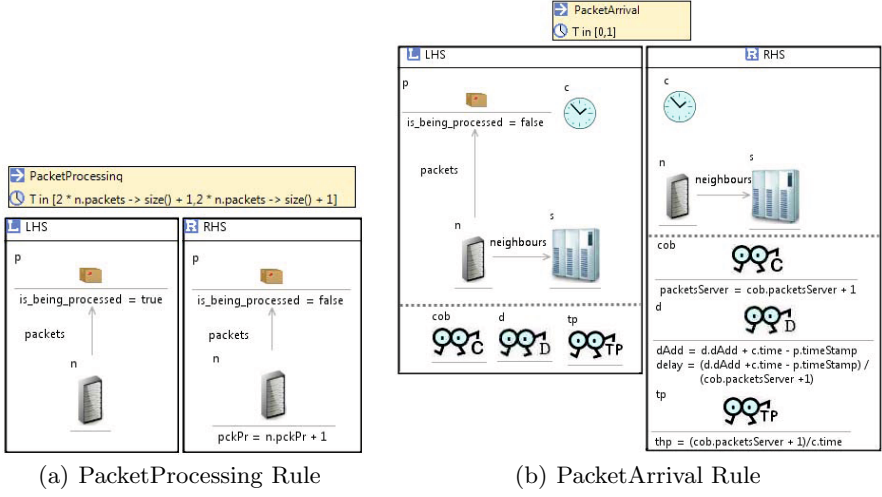 PacketProcessing
T in [2 * n.packets -> size() + 1,2 * n.packets -> size() + 1]
L LHS
p
is_being_processed = true
packets
n
R RHS
p
is_being_processed = false
packets
n
pckPr = n.pckPr + 1
(a) PacketProcessing Rule
PacketArrival
T in [0,1]
L LHS
p
c
is_being_processed = false
packets
n
s
neighbours
cob
d
tp
C
D
TP
R RHS
c
n
s
neighbours
cob
C
packetsServer = cob.packetsServer + 1
d
D
dAdd = d.dAdd + c.time - p.timeStamp
delay = (d.dAdd +c.time - p.timeStamp) /
(cob.packetsServer +1)
tp
TP
thp = (cob.packetsServer + 1)/c.time
(b) PacketArrival Rule